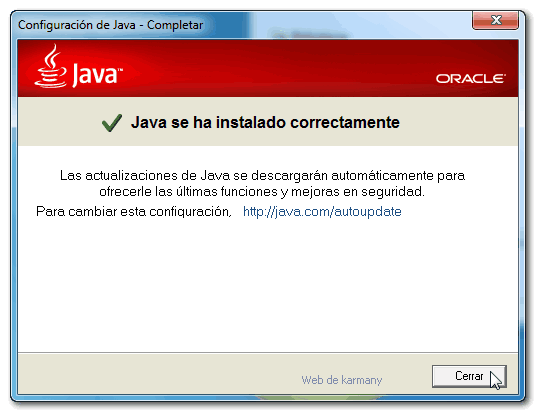 Configuración de Java - Completar
Java™
ORACLE®
Java se ha instalado correctamente
Las actualizaciones de Java se descargarán automáticamente para
ofrecerle las últimas funciones y mejoras en seguridad.
Para cambiar esta configuración, http://java.com/autoupdate
Web de karmany
Cerrar